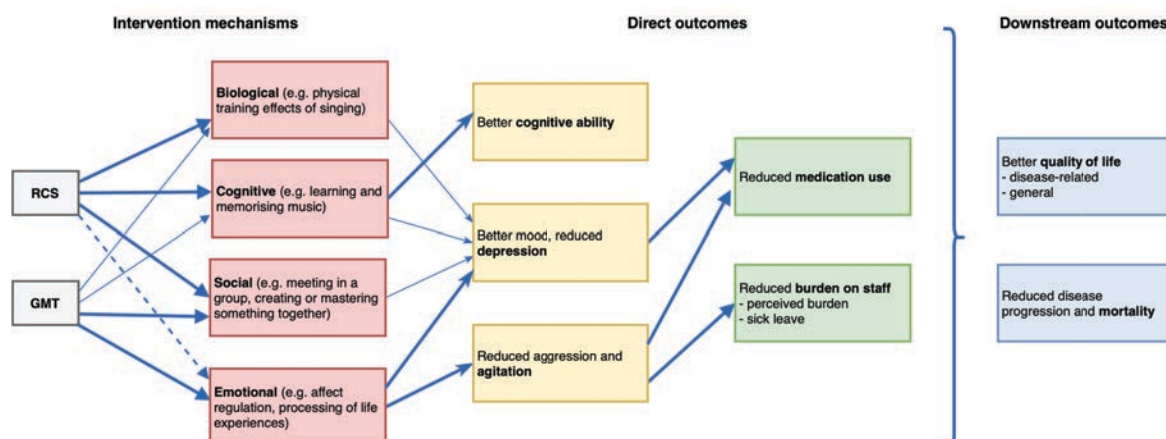 Intervention mechanisms
Direct outcomes
Downstream outcomes
RCS
GMT
Biological (e.g. physical
training effects of singing)
Cognitive (e.g. learning and
memorising music)
Social (e.g. meeting in a
group, creating or mastering
something together)
Emotional (e.g. affect
regulation, processing of life
experiences)
Better cognitive ability
Better mood, reduced
depression
Reduced aggression and
agitation
Reduced medication use
Reduced burden on staff
- perceived burden
- sick leave
Better quality of life
- disease-related
- general
Reduced disease
progression and mortality